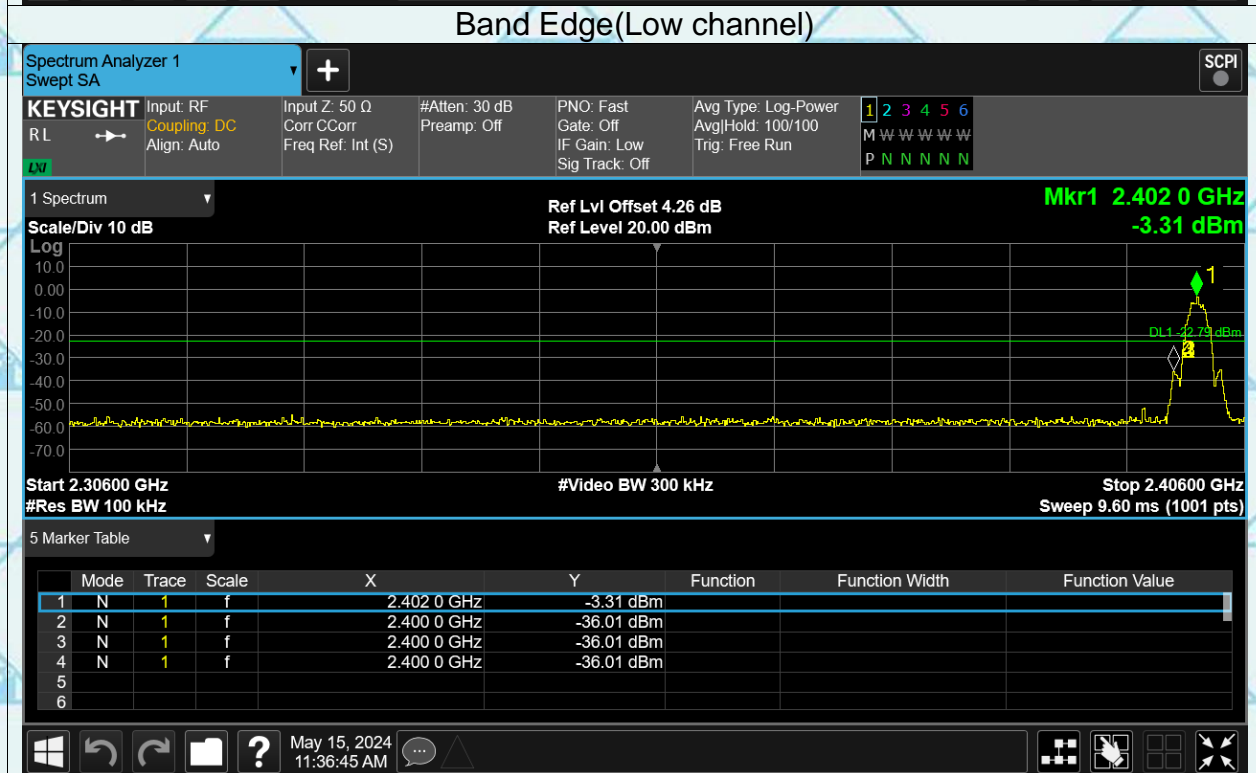 Band Edge(Low channel)
Spectrum Analyzer 1
Swept SA
+
SCPI
KEYSIGHT
RL
LXI
Input: RF
Coupling: DC
Align: Auto
Input Z: 50 Ω
Corr CCorr
Freq Ref: Int (S)
#Atten: 30 dB
Preamp: Off
PNO: Fast
Gate: Off
IF Gain: Low
Sig Track: Off
Avg Type: Log-Power
Avg|Hold: 100/100
Trig: Free Run
1 2 3 4 5 6
M W W W W W
P N N N N N
1 Spectrum
Scale/Div 10 dB
Ref Lvl Offset 4.26 dB
Ref Level 20.00 dBm
Mkr1 2.402 0 GHz
-3.31 dBm
Log
10.0
0.00
-10.0
-20.0
-30.0
-40.0
-50.0
-60.0
-70.0
1
DL1 -22.79 dBm
Start 2.30600 GHz
#Video BW 300 kHz
Stop 2.40600 GHz
#Res BW 100 kHz
Sweep 9.60 ms (1001 pts)
5 Marker Table
Mode Trace Scale X Y Function Function Width Function Value
1 N 1 f 2.402 0 GHz -3.31 dBm
2 N 1 f 2.400 0 GHz -36.01 dBm
3 N 1 f 2.400 0 GHz -36.01 dBm
4 N 1 f 2.400 0 GHz -36.01 dBm
5
6
?
May 15, 2024
11:36:45 AM